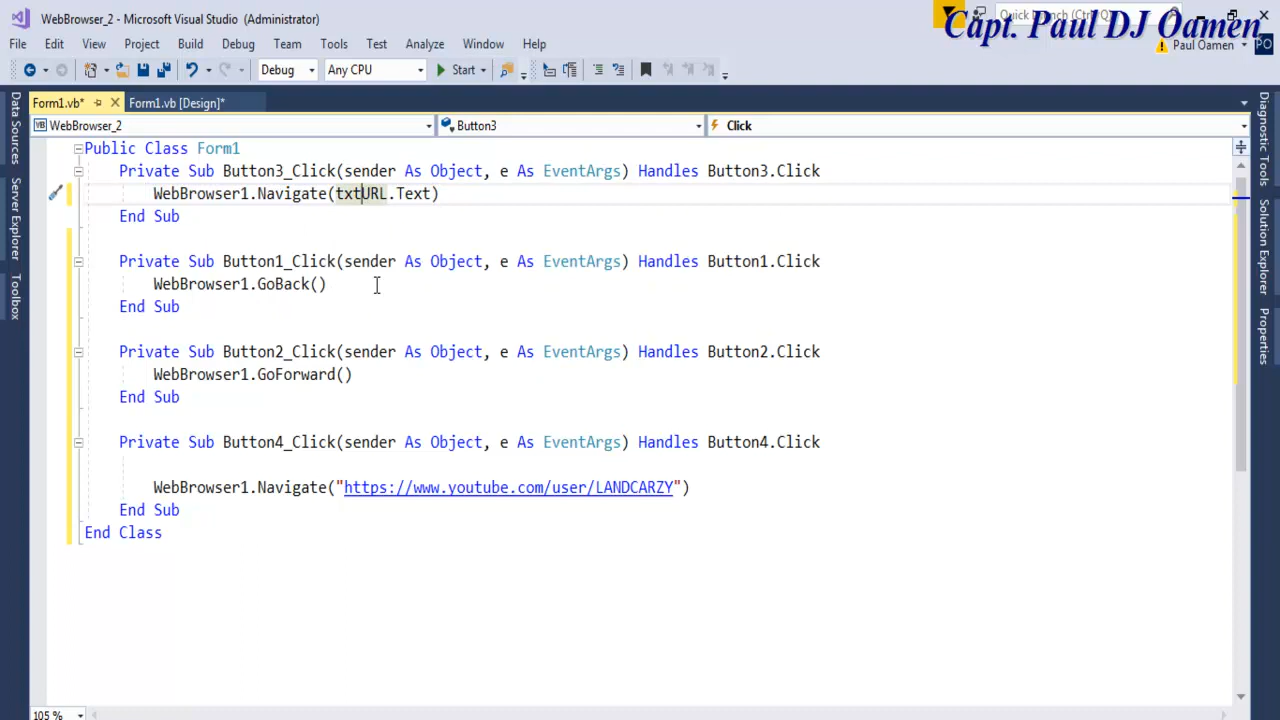 WebBrowser_2 - Microsoft Visual Studio (Administrator)
Quick Launch (Ctrl+Q)
Capt. Paul DJ Oamen
File Edit View Project Build Debug Team Tools Test Analyze Window Help
Paul Oamen PO
Debug Any CPU Start
Form1.vb* Form1.vb [Design]*
WebBrowser_2 Button3 Click
Data Sources
Server Explorer
Toolbox
Public Class Form1
Private Sub Button3_Click(sender As Object, e As EventArgs) Handles Button3.Click
WebBrowser1.Navigate(txtURL.Text)
End Sub
Private Sub Button1_Click(sender As Object, e As EventArgs) Handles Button1.Click
WebBrowser1.GoBack()
End Sub
Private Sub Button2_Click(sender As Object, e As EventArgs) Handles Button2.Click
WebBrowser1.GoForward()
End Sub
Private Sub Button4_Click(sender As Object, e As EventArgs) Handles Button4.Click
WebBrowser1.Navigate("https://www.youtube.com/user/LANDCARZY")
End Sub
End Class
Diagnostic Tools
Solution Explorer
Properties
105 %